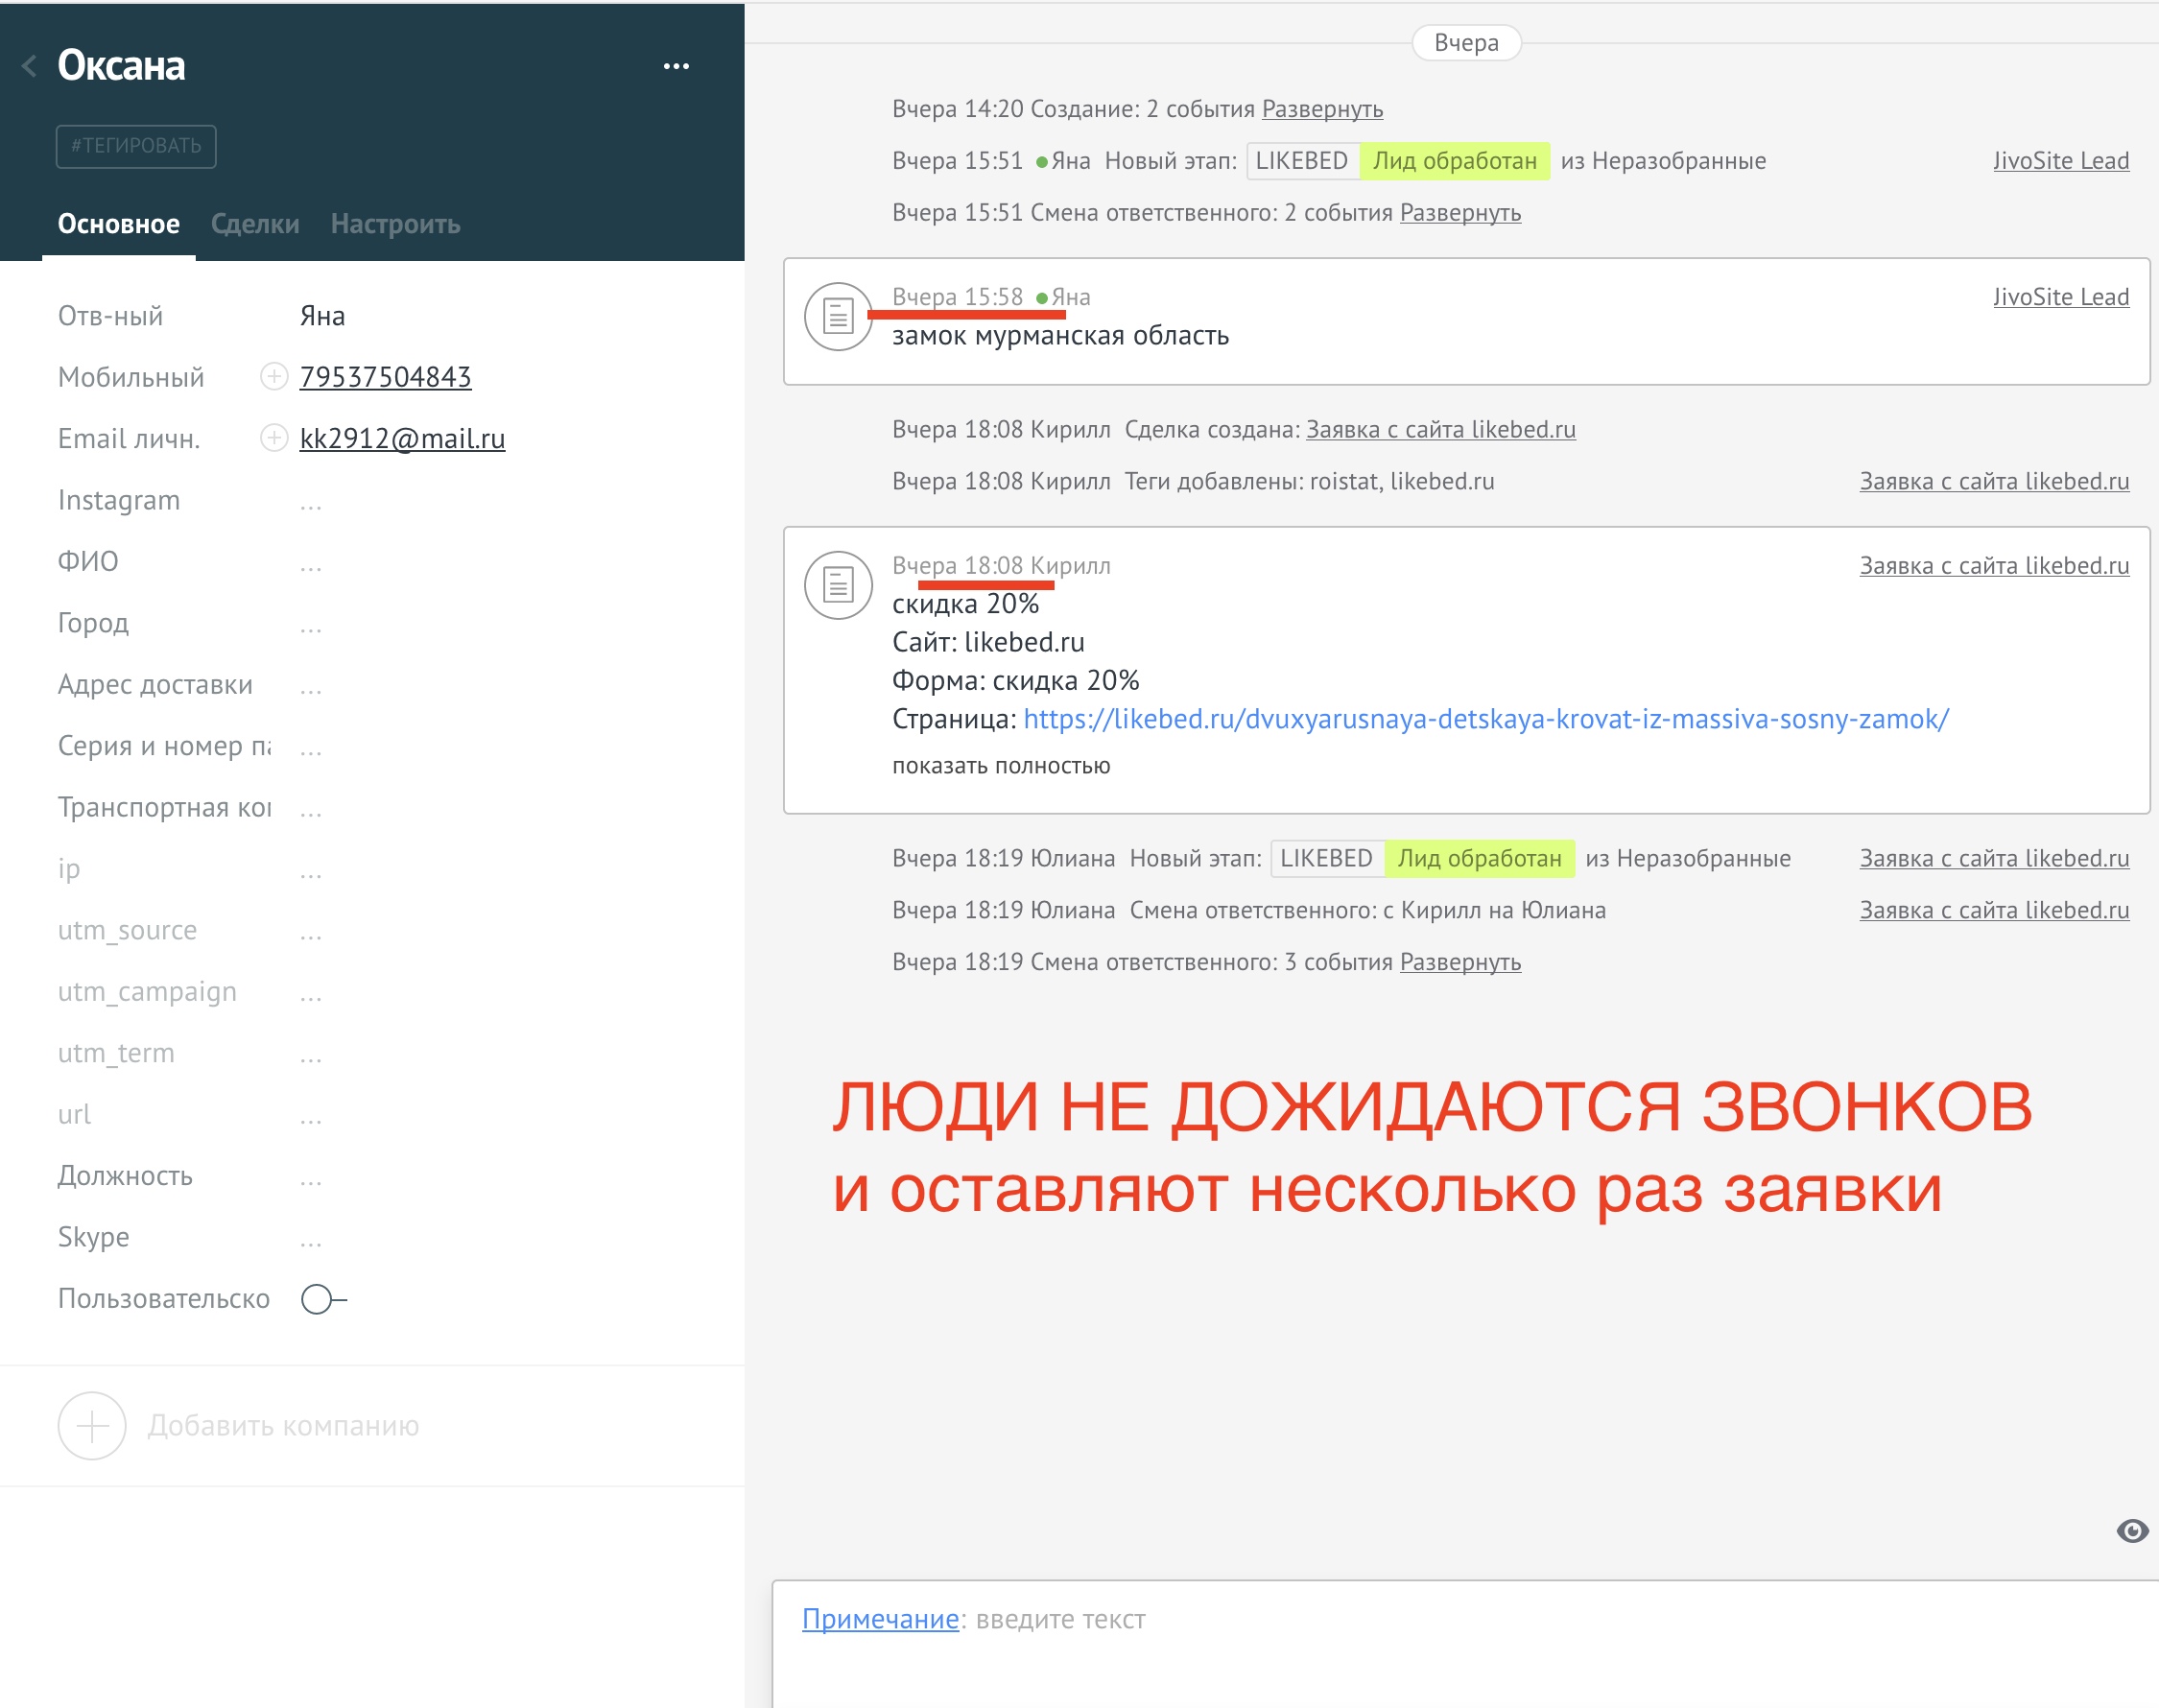 Оксана
#ТЕГИРОВАТЬ
Основное Сделки Настроить
Отв-ный Яна
Мобильный 79537504843
Email личн. kk2912@mail.ru
Instagram ...
ФИО ...
Город ...
Адрес доставки ...
Серия и номер па ...
Транспортная ком ...
ip ...
utm_source ...
utm_campaign ...
utm_term ...
url ...
Должность ...
Skype ...
Пользовательско
Добавить компанию
Вчера
Вчера 14:20 Создание: 2 события Развернуть
Вчера 15:51 Яна Новый этап: LIKEBED Лид обработан из Неразобранные JivoSite Lead
Вчера 15:51 Смена ответственного: 2 события Развернуть
Вчера 15:58 Яна JivoSite Lead
замок мурманская область
Вчера 18:08 Кирилл Сделка создана: Заявка с сайта likebed.ru
Вчера 18:08 Кирилл Теги добавлены: roistat, likebed.ru Заявка с сайта likebed.ru
Вчера 18:08 Кирилл Заявка с сайта likebed.ru
скидка 20%
Сайт: likebed.ru
Форма: скидка 20%
Страница: https://likebed.ru/dvuxyarusnaya-detskaya-krovat-iz-massiva-sosny-zamok/
показать полностью
Вчера 18:19 Юлиана Новый этап: LIKEBED Лид обработан из Неразобранные Заявка с сайта likebed.ru
Вчера 18:19 Юлиана Смена ответственного: с Кирилл на Юлиана Заявка с сайта likebed.ru
Вчера 18:19 Смена ответственного: 3 события Развернуть
ЛЮДИ НЕ ДОЖИДАЮТСЯ ЗВОНКОВ
и оставляют несколько раз заявки
Примечание: введите текст